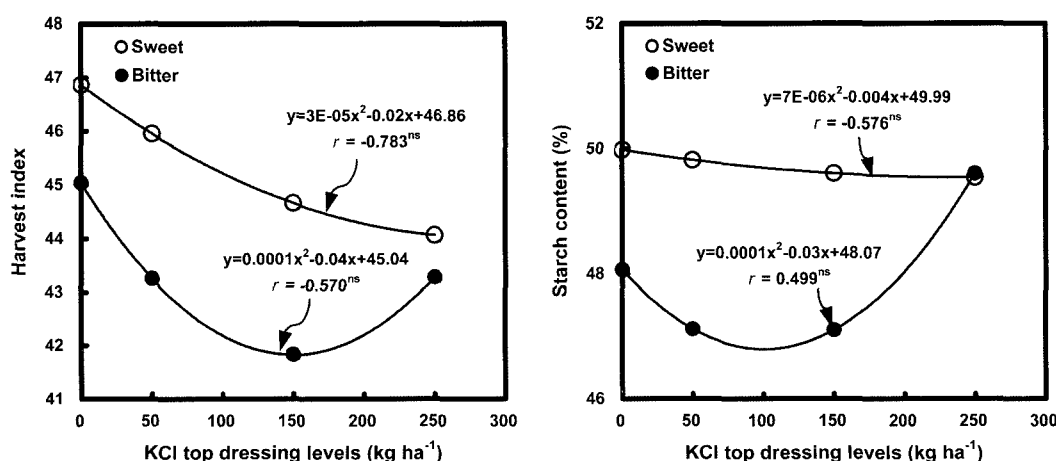 48
47
46
45
44
43
42
41
Harvest index
Sweet
Bitter
y=3E-05x²-0.02x+46.86
r = -0.783ns
y=0.0001x²-0.04x+45.04
r = -0.570ns
0 50 100 150 200 250 300
KCl top dressing levels (kg ha⁻¹)
52
50
48
46
Starch content (%)
Sweet
Bitter
y=7E-06x²-0.004x+49.99
r = -0.576ns
y=0.0001x²-0.03x+48.07
r = 0.499ns
0 50 100 150 200 250 300
KCl top dressing levels (kg ha⁻¹)